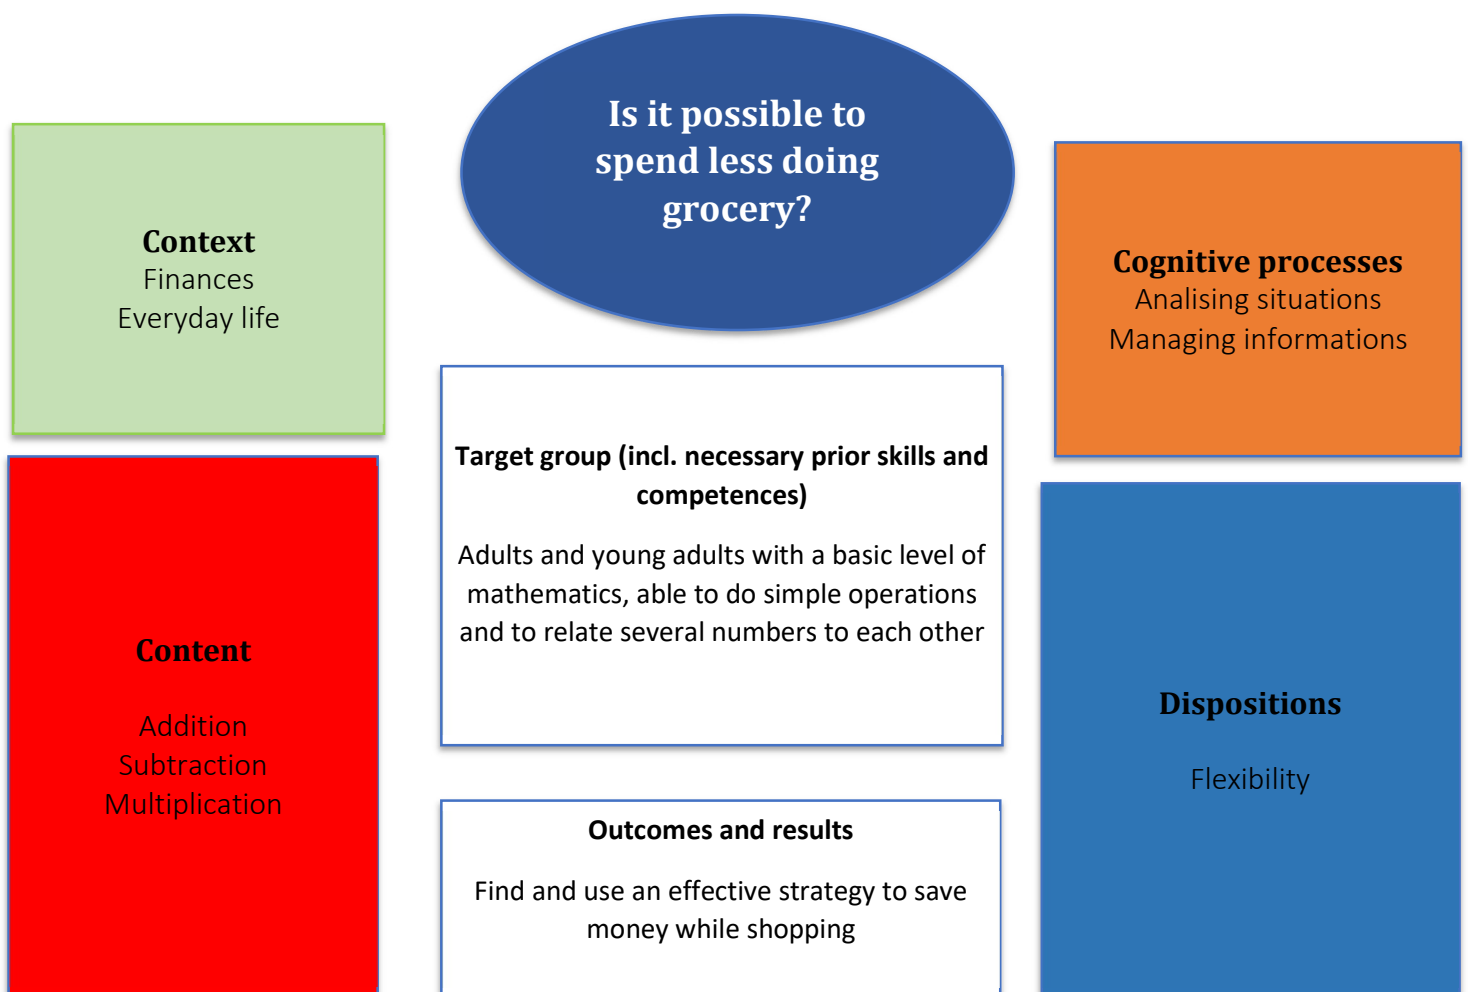 Is it possible to
spend less doing
grocery?
Context
Finances
Everyday life
Cognitive processes
Analising situations
Managing informations
Target group (incl. necessary prior skills and
competences)
Adults and young adults with a basic level of
mathematics, able to do simple operations
and to relate several numbers to each other
Content
Addition
Subtraction
Multiplication
Dispositions
Flexibility
Outcomes and results
Find and use an effective strategy to save
money while shopping